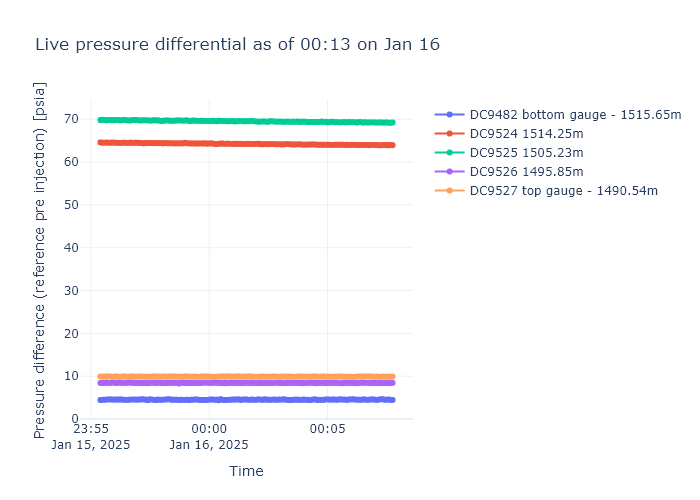 Live pressure differential as of 00:13 on Jan 16
Pressure difference (reference pre injection) [psia]
70
60
50
40
30
20
10
0
23:55
Jan 15, 2025
00:00
Jan 16, 2025
00:05
Time
DC9482 bottom gauge - 1515.65m
DC9524 1514.25m
DC9525 1505.23m
DC9526 1495.85m
DC9527 top gauge - 1490.54m